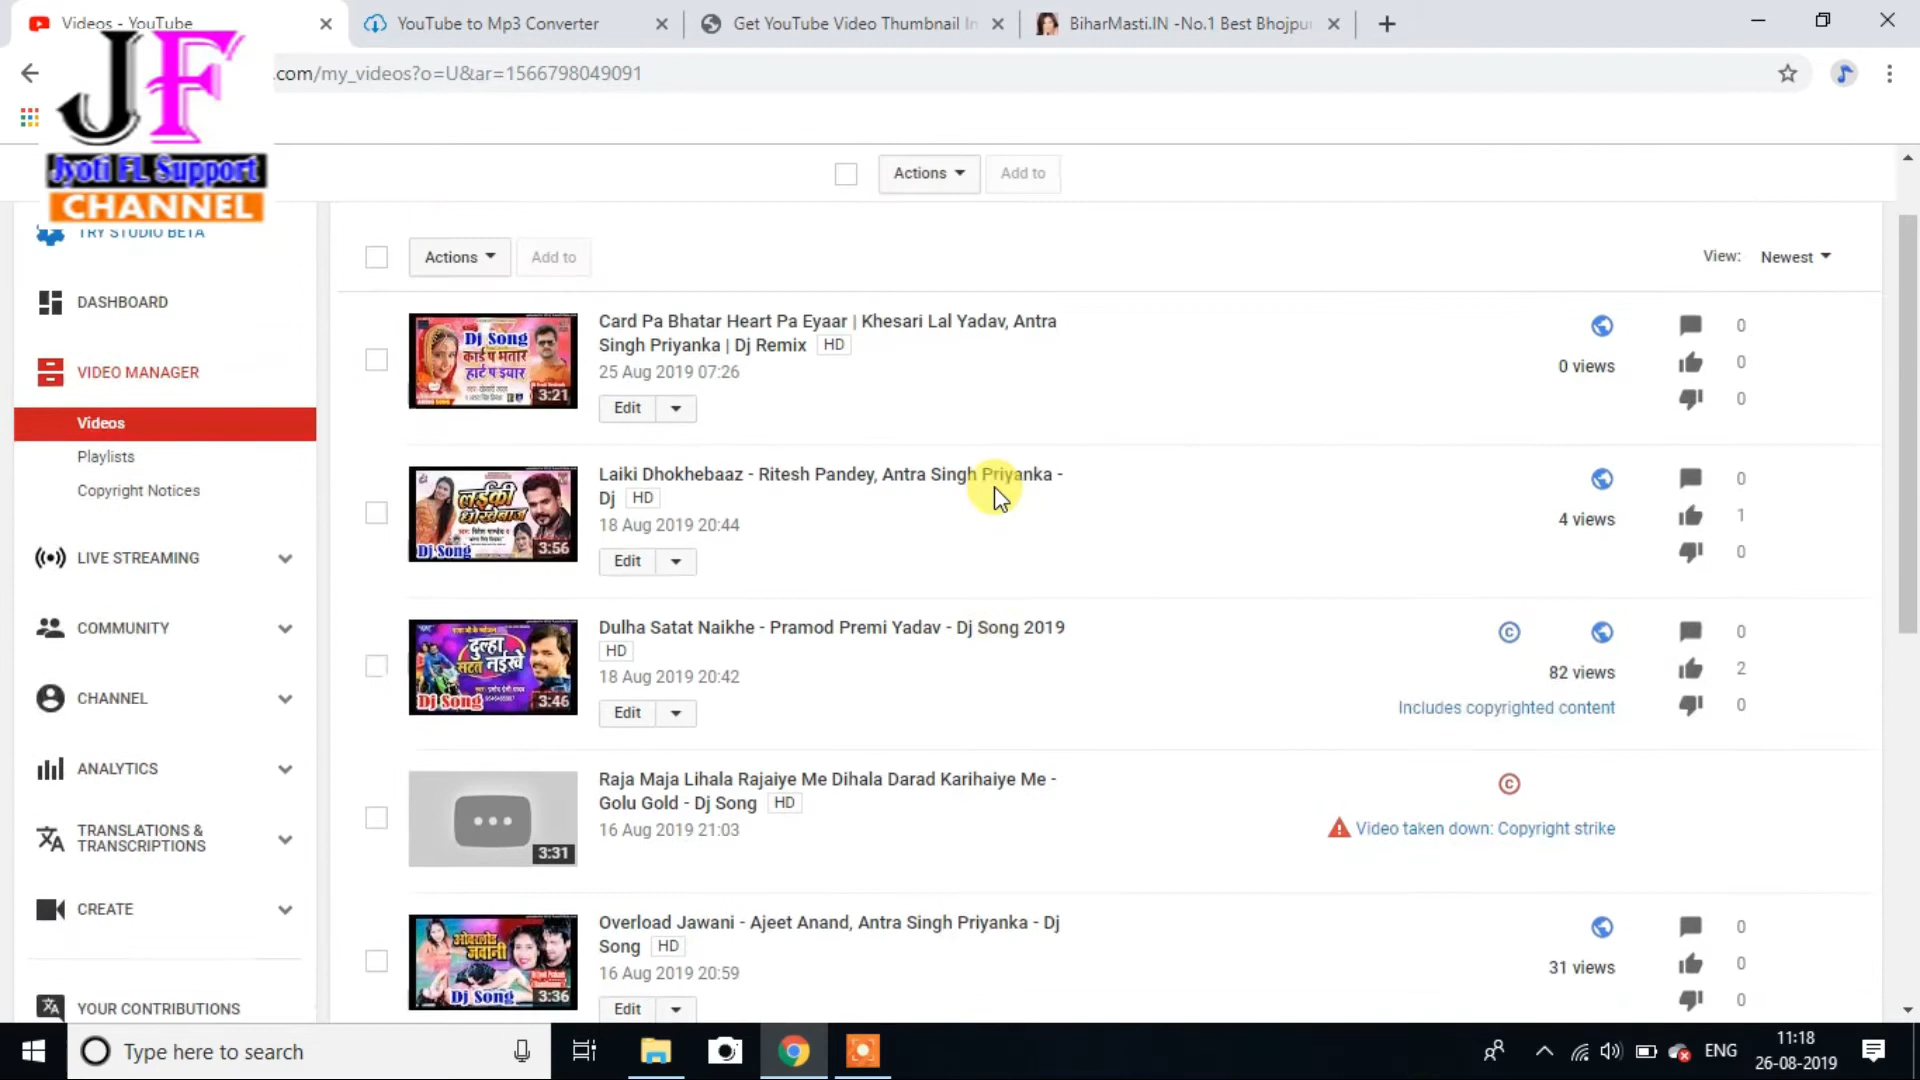 Videos - YouTube
YouTube to Mp3 Converter
Get YouTube Video Thumbnail In
BiharMasti.IN -No.1 Best Bhojpu
.com/my_videos?o=U&ar=1566798049091
JF
Jyoti FL Support
CHANNEL
Actions
Add to
TRY STUDIO BETA
DASHBOARD
VIDEO MANAGER
Videos
Playlists
Copyright Notices
LIVE STREAMING
COMMUNITY
CHANNEL
ANALYTICS
TRANSLATIONS &
TRANSCRIPTIONS
CREATE
YOUR CONTRIBUTIONS
Actions
Add to
View: Newest
Dj Song
कार्ड प भतार
हार्ट प इयार
3:21
Card Pa Bhatar Heart Pa Eyaar | Khesari Lal Yadav, Antra
Singh Priyanka | Dj Remix HD
25 Aug 2019 07:26
Edit
0 views
0
0
0
लईकी
धोखेबाज
Dj Song
3:56
Laiki Dhokhebaaz - Ritesh Pandey, Antra Singh Priyanka -
Dj HD
18 Aug 2019 20:44
Edit
4 views
0
1
0
दुल्हा
सटत नईखे
Dj Song
3:46
Dulha Satat Naikhe - Pramod Premi Yadav - Dj Song 2019
HD
18 Aug 2019 20:42
Edit
82 views
Includes copyrighted content
0
2
0
3:31
Raja Maja Lihala Rajaiye Me Dihala Darad Karihaiye Me -
Golu Gold - Dj Song HD
16 Aug 2019 21:03
Video taken down: Copyright strike
ओवरलोड
जवानी
Dj Song
3:36
Overload Jawani - Ajeet Anand, Antra Singh Priyanka - Dj
Song HD
16 Aug 2019 20:59
Edit
31 views
0
0
0
Type here to search
ENG
11:18
26-08-2019